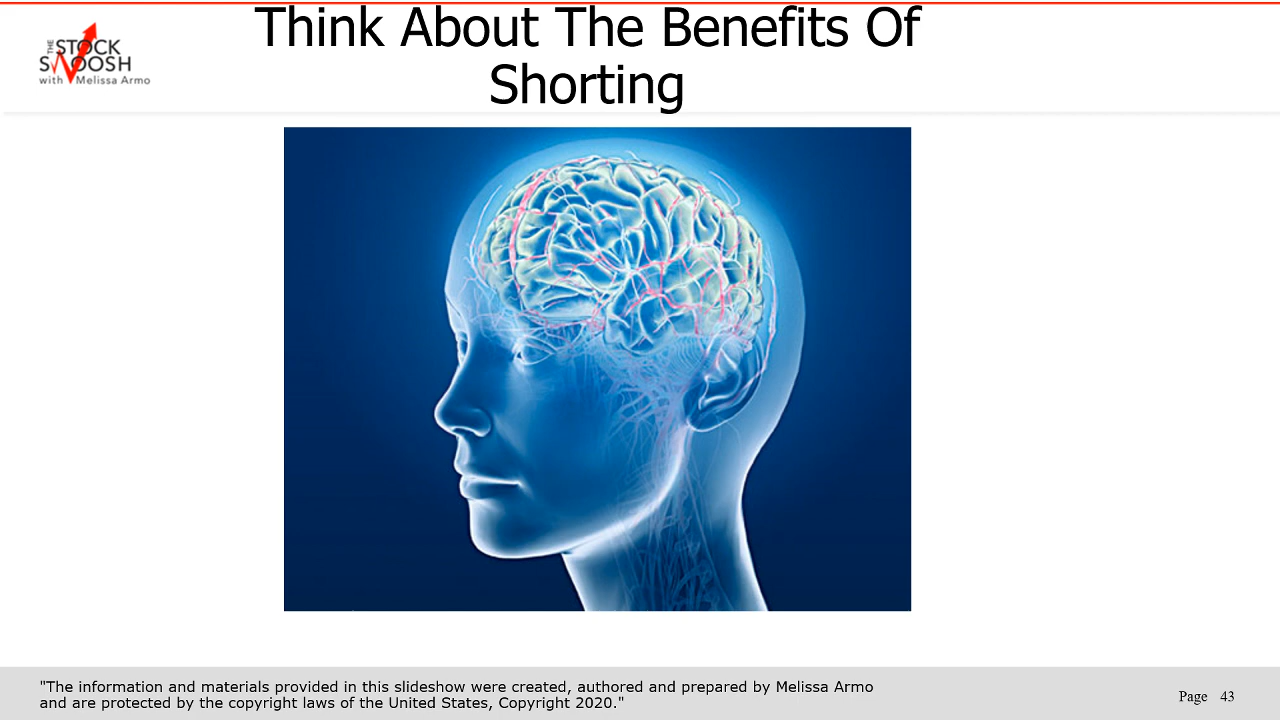 Think About The Benefits Of
Shorting
THE
STOCK
SWOOSH
with Melissa Armo
"The information and materials provided in this slideshow were created, authored and prepared by Melissa Armo
and are protected by the copyright laws of the United States, Copyright 2020."
Page 43